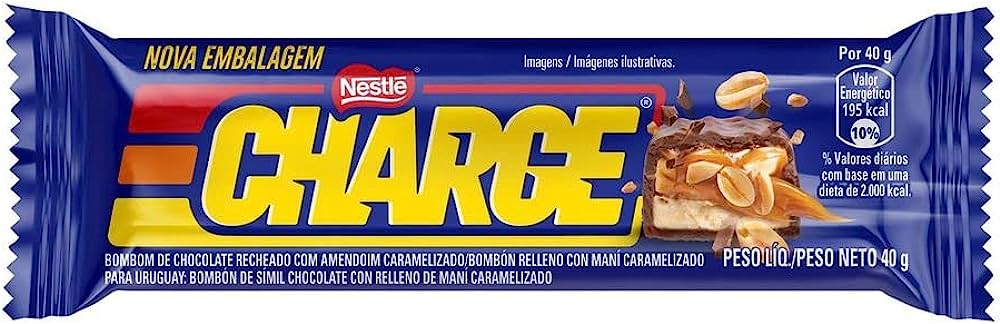 NOVA EMBALAGEM
Imagens / Imágenes ilustrativas.
Por 40 g
Nestlé
Valor
Energético
195 kcal
10%
CHARGE®
% Valores diários
com base em uma
dieta de 2.000 kcal.
BOMBOM DE CHOCOLATE RECHEADO COM AMENDOIM CARAMELIZADO/BOMBÓN RELLENO CON MANÍ CARAMELIZADO
PARA URUGUAY: BOMBÓN DE SÍMIL CHOCOLATE CON RELLENO DE MANÍ CARAMELIZADO
PESO LÍQ./PESO NETO 40 g